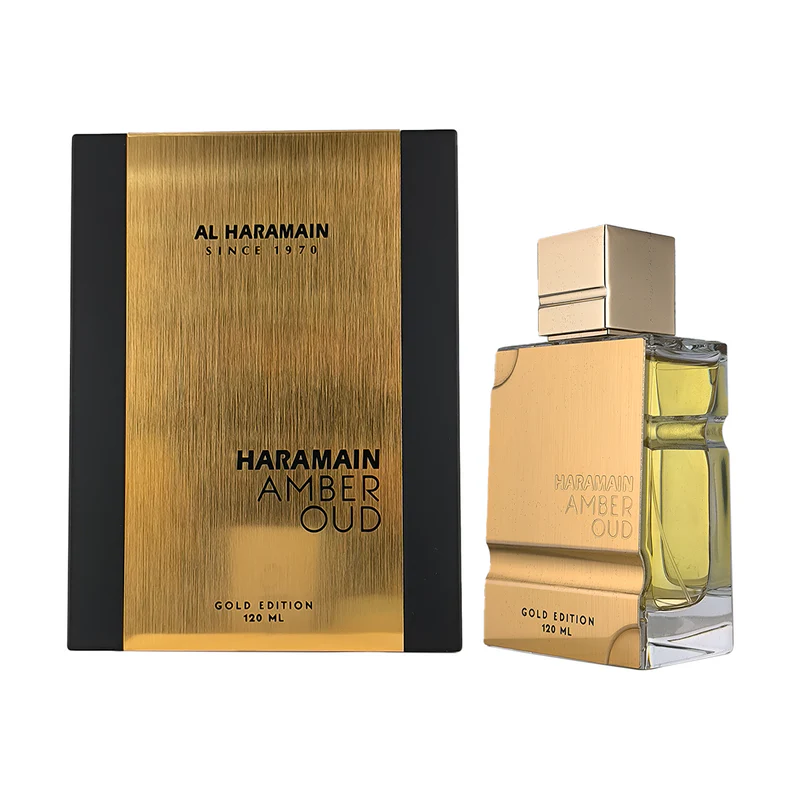 AL HARAMAIN
SINCE 1970
HARAMAIN
AMBER
OUD
GOLD EDITION
120 ML
HARAMAIN
AMBER
OUD
GOLD EDITION
120 ML